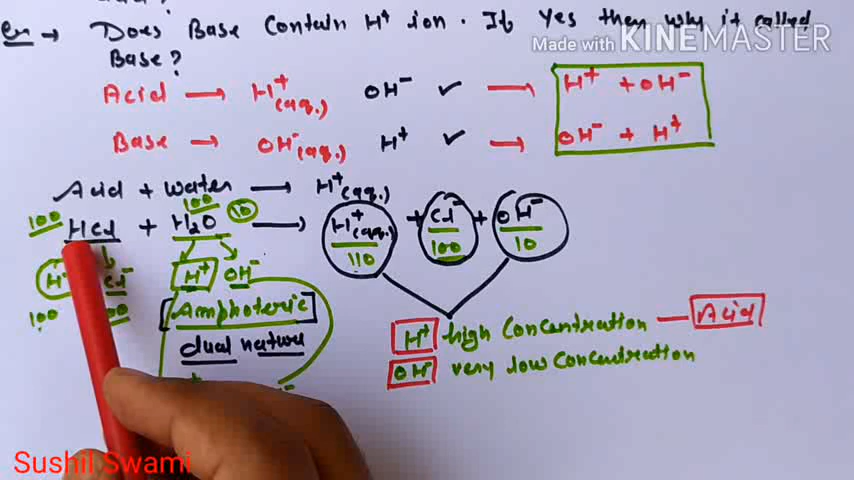 Does Base Contain H+ ion. If Yes then why it called
Base?
Made with KINEMASTER
Acid → H+(aq.) OH- ✓ → H+ + OH-
Base → OH-(aq.) H+ ✓ → OH- + H+
Acid + water → H+(aq.)
100 100 10
HCl + H2O → H+(aq.) + Cl- + OH-
110 100 10
H+ OH-
100
[Amphoteric]
dual nature
H+ high Concentration — Acid
OH- very low Concentration
Sushil Swami